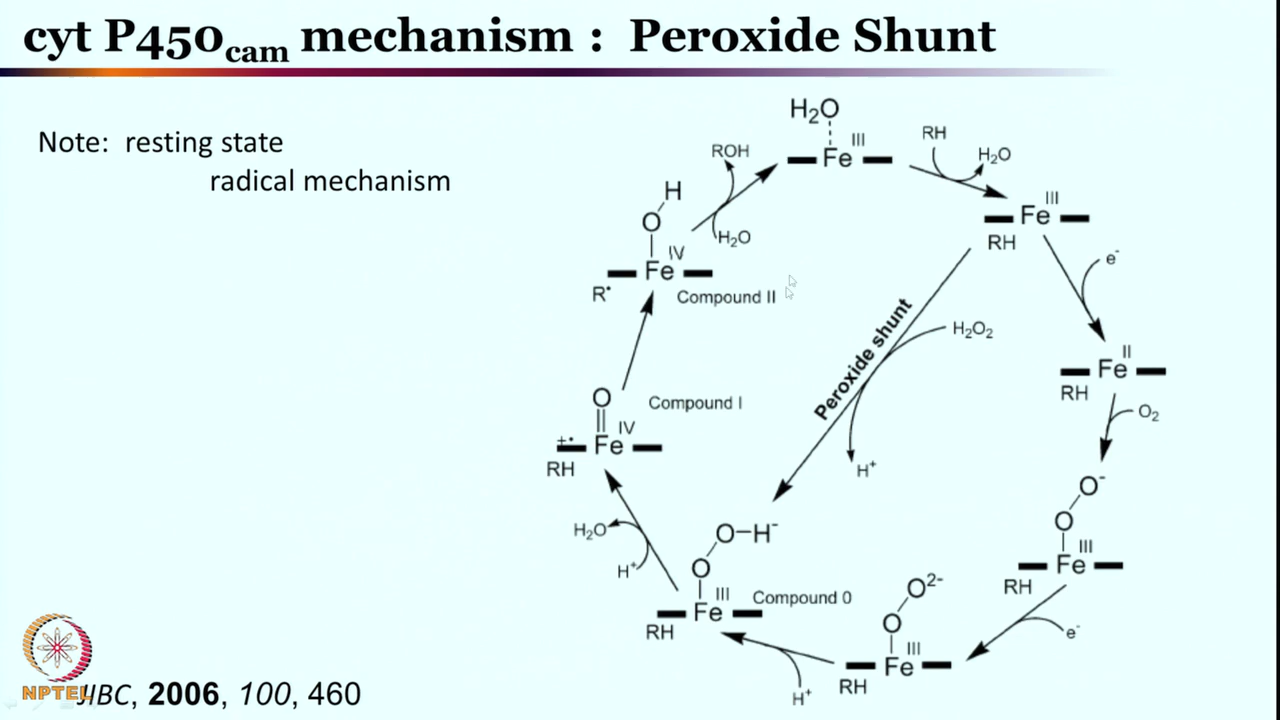 cyt P450cam mechanism : Peroxide Shunt
Note: resting state
radical mechanism
H2O
III
Fe
RH
H2O
III
Fe
RH
e-
II
Fe
RH
O2
O-
O
III
Fe
RH
e-
O2-
O
III
Fe
RH
H+
O-H-
O
III
Fe
Compound 0
RH
H+
H2O
O
Compound I
IV
+• Fe
RH
H
O
IV
Fe
R•
Compound II
ROH
H2O
Peroxide shunt
H2O2
H+
NPTEL
JIBC, 2006, 100, 460